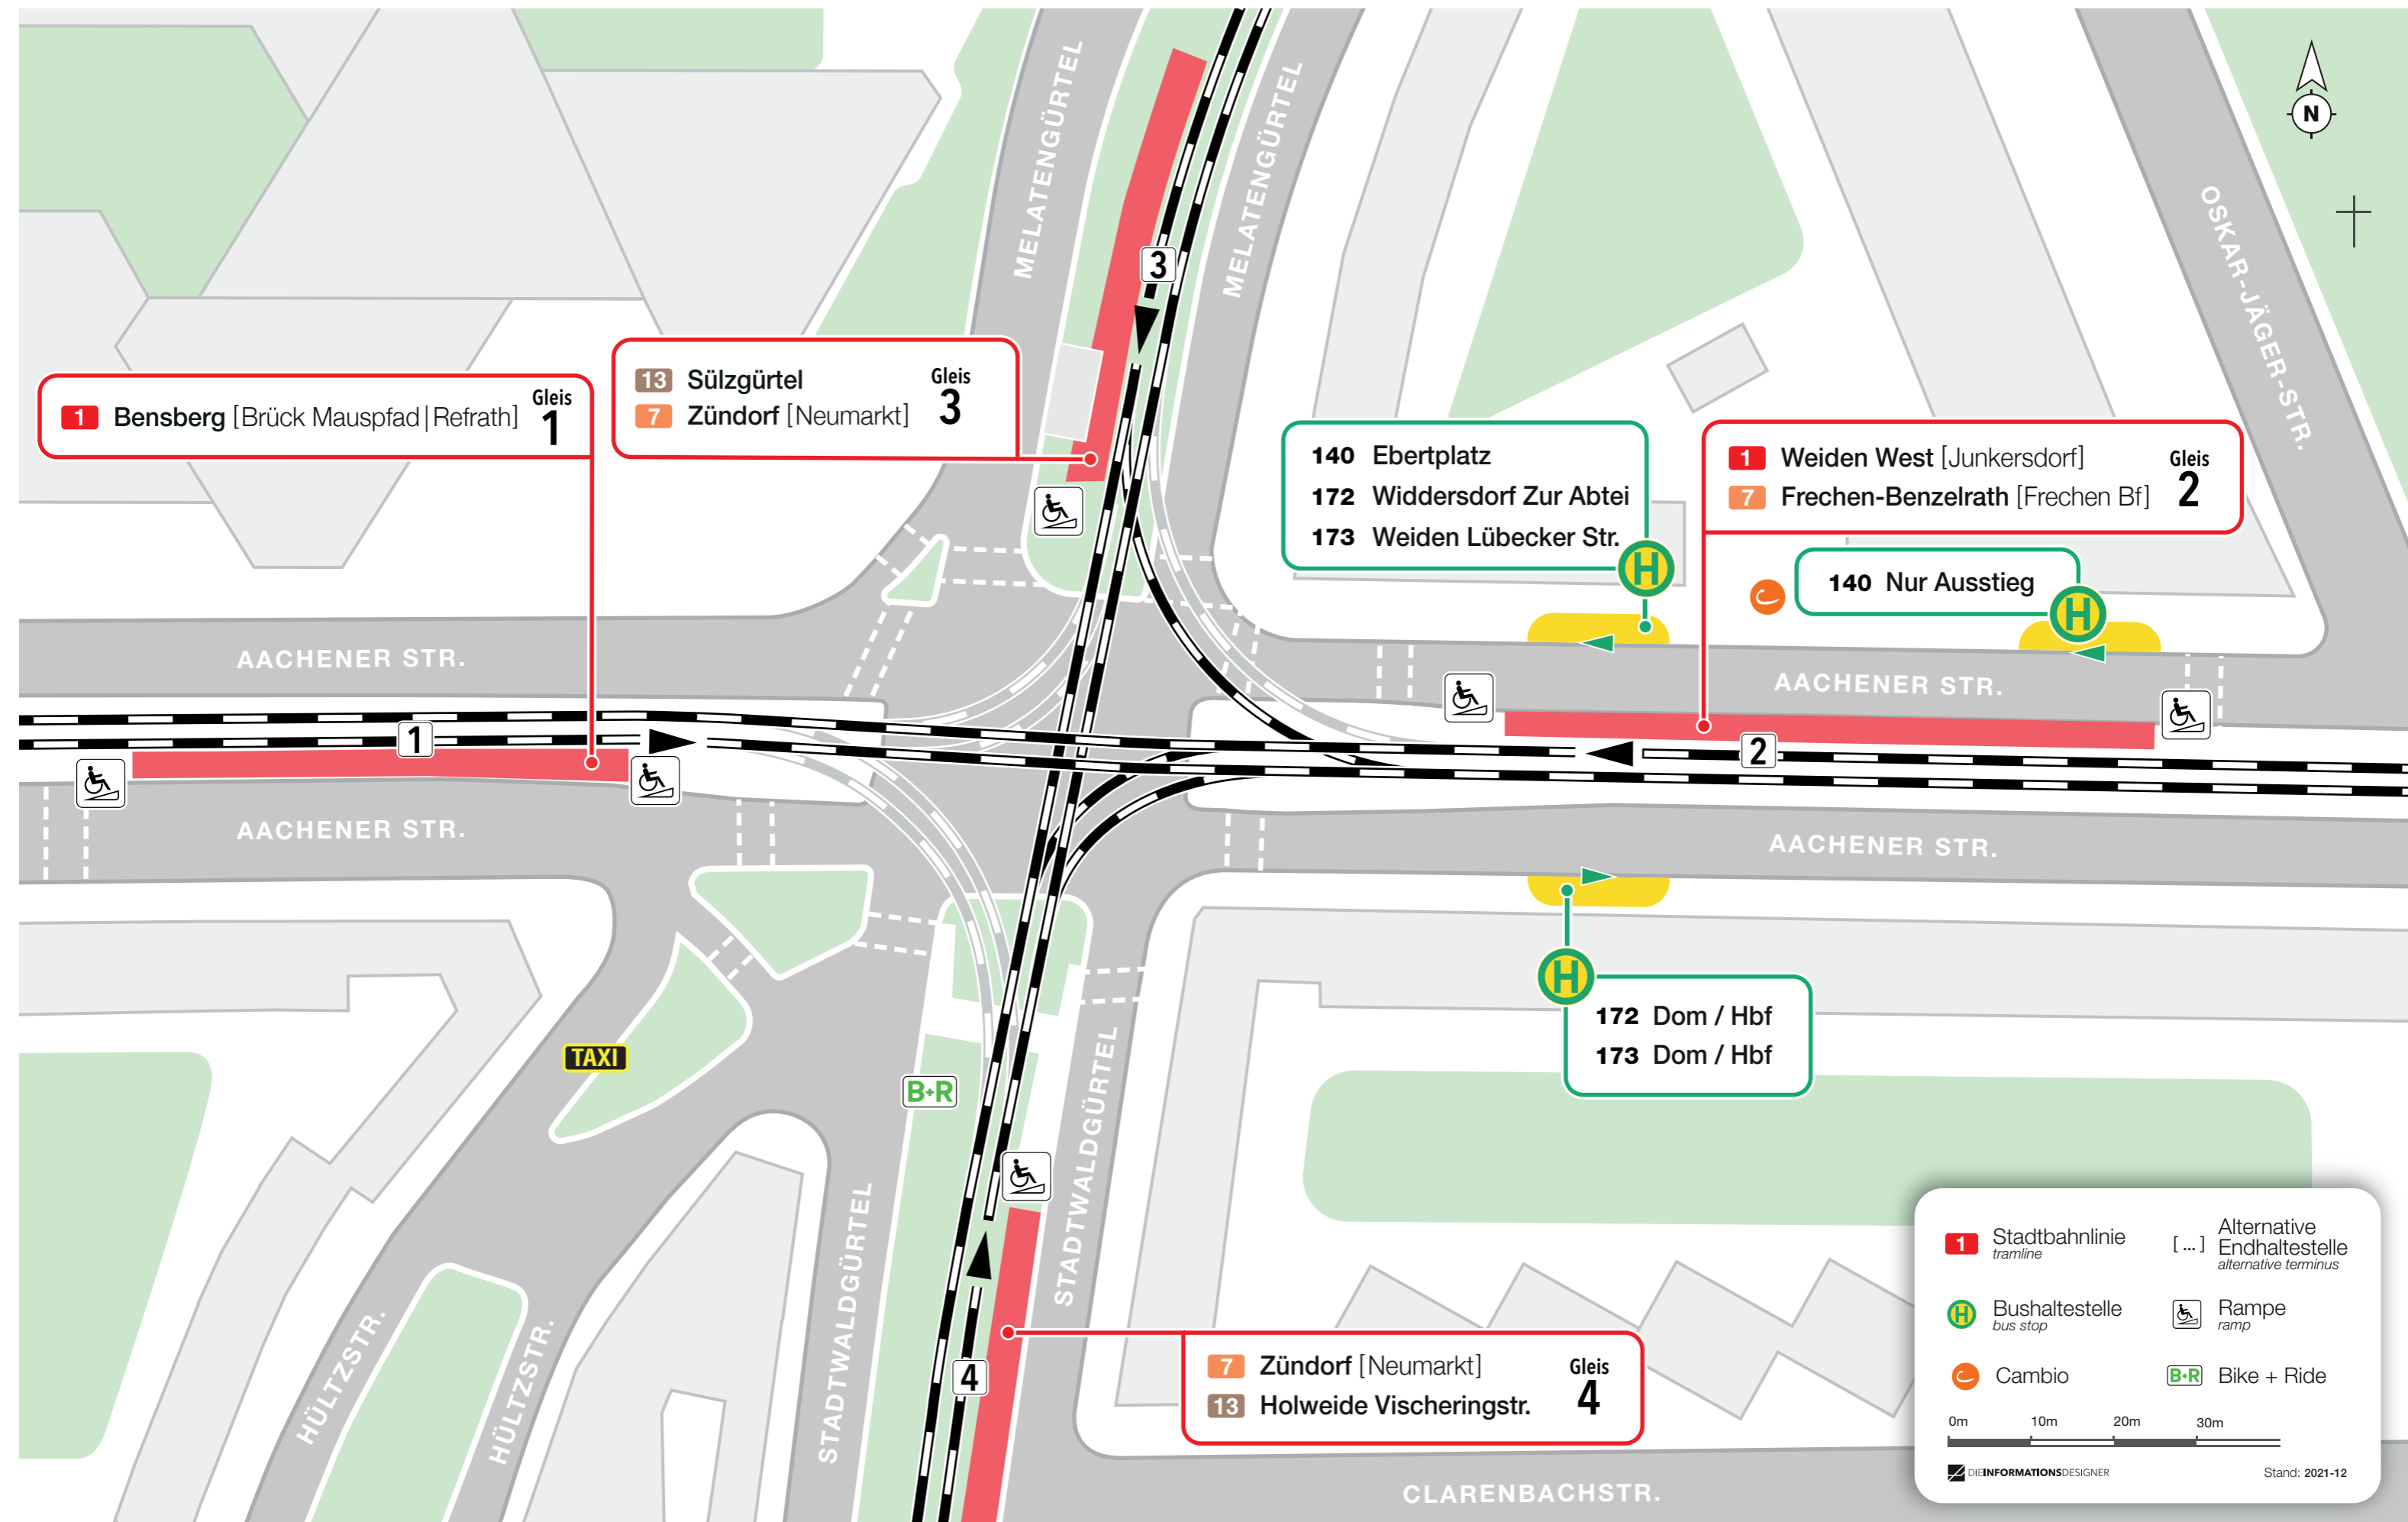 MELATENGÜRTEL
MELATENGÜRTEL
N
OSKAR-JÄGER-STR.
3
1 Bensberg [Brück Mauspfad|Refrath] Gleis 1
13 Sülzgürtel
7 Zündorf [Neumarkt]
Gleis
3
140 Ebertplatz
172 Widdersdorf Zur Abtei
173 Weiden Lübecker Str.
H
1 Weiden West [Junkersdorf]
7 Frechen-Benzelrath [Frechen Bf]
Gleis
2
140 Nur Ausstieg
H
AACHENER STR.
AACHENER STR.
1
2
AACHENER STR.
AACHENER STR.
H
172 Dom / Hbf
173 Dom / Hbf
TAXI
B+R
STADTWALDGÜRTEL
STADTWALDGÜRTEL
HÜLTZSTR.
HÜLTZSTR.
4
7 Zündorf [Neumarkt]
13 Holweide Vischeringstr.
Gleis
4
CLARENBACHSTR.
1 Stadtbahnlinie
tramline
[ ... ] Alternative
Endhaltestelle
alternative terminus
H Bushaltestelle
bus stop
Rampe
ramp
C Cambio
B+R Bike + Ride
0m 10m 20m 30m
DIEINFORMATIONSDESIGNER
Stand: 2021-12